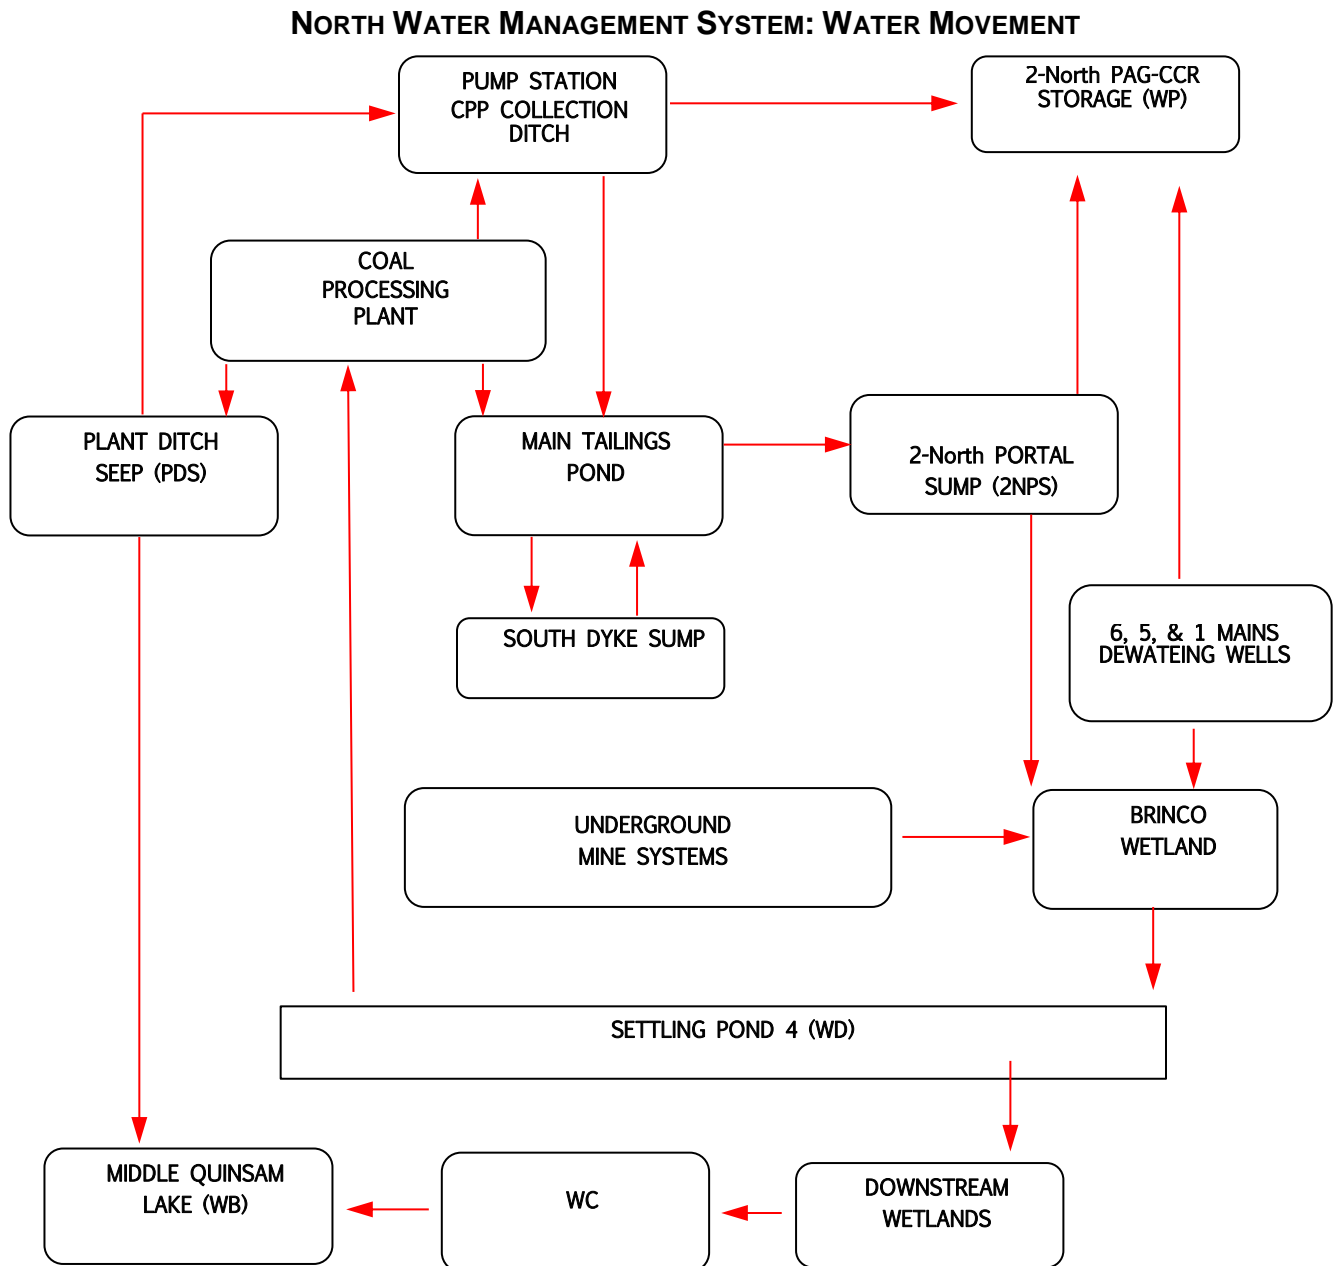 NORTH WATER MANAGEMENT SYSTEM: WATER MOVEMENT
PUMP STATION
CPP COLLECTION
DITCH
2-North PAG-CCR
STORAGE (WP)
COAL
PROCESSING
PLANT
PLANT DITCH
SEEP (PDS)
MAIN TAILINGS
POND
2-North PORTAL
SUMP (2NPS)
SOUTH DYKE SUMP
6, 5, & 1 MAINS
DEWATEING WELLS
UNDERGROUND
MINE SYSTEMS
BRINCO
WETLAND
SETTLING POND 4 (WD)
MIDDLE QUINSAM
LAKE (WB)
WC
DOWNSTREAM
WETLANDS